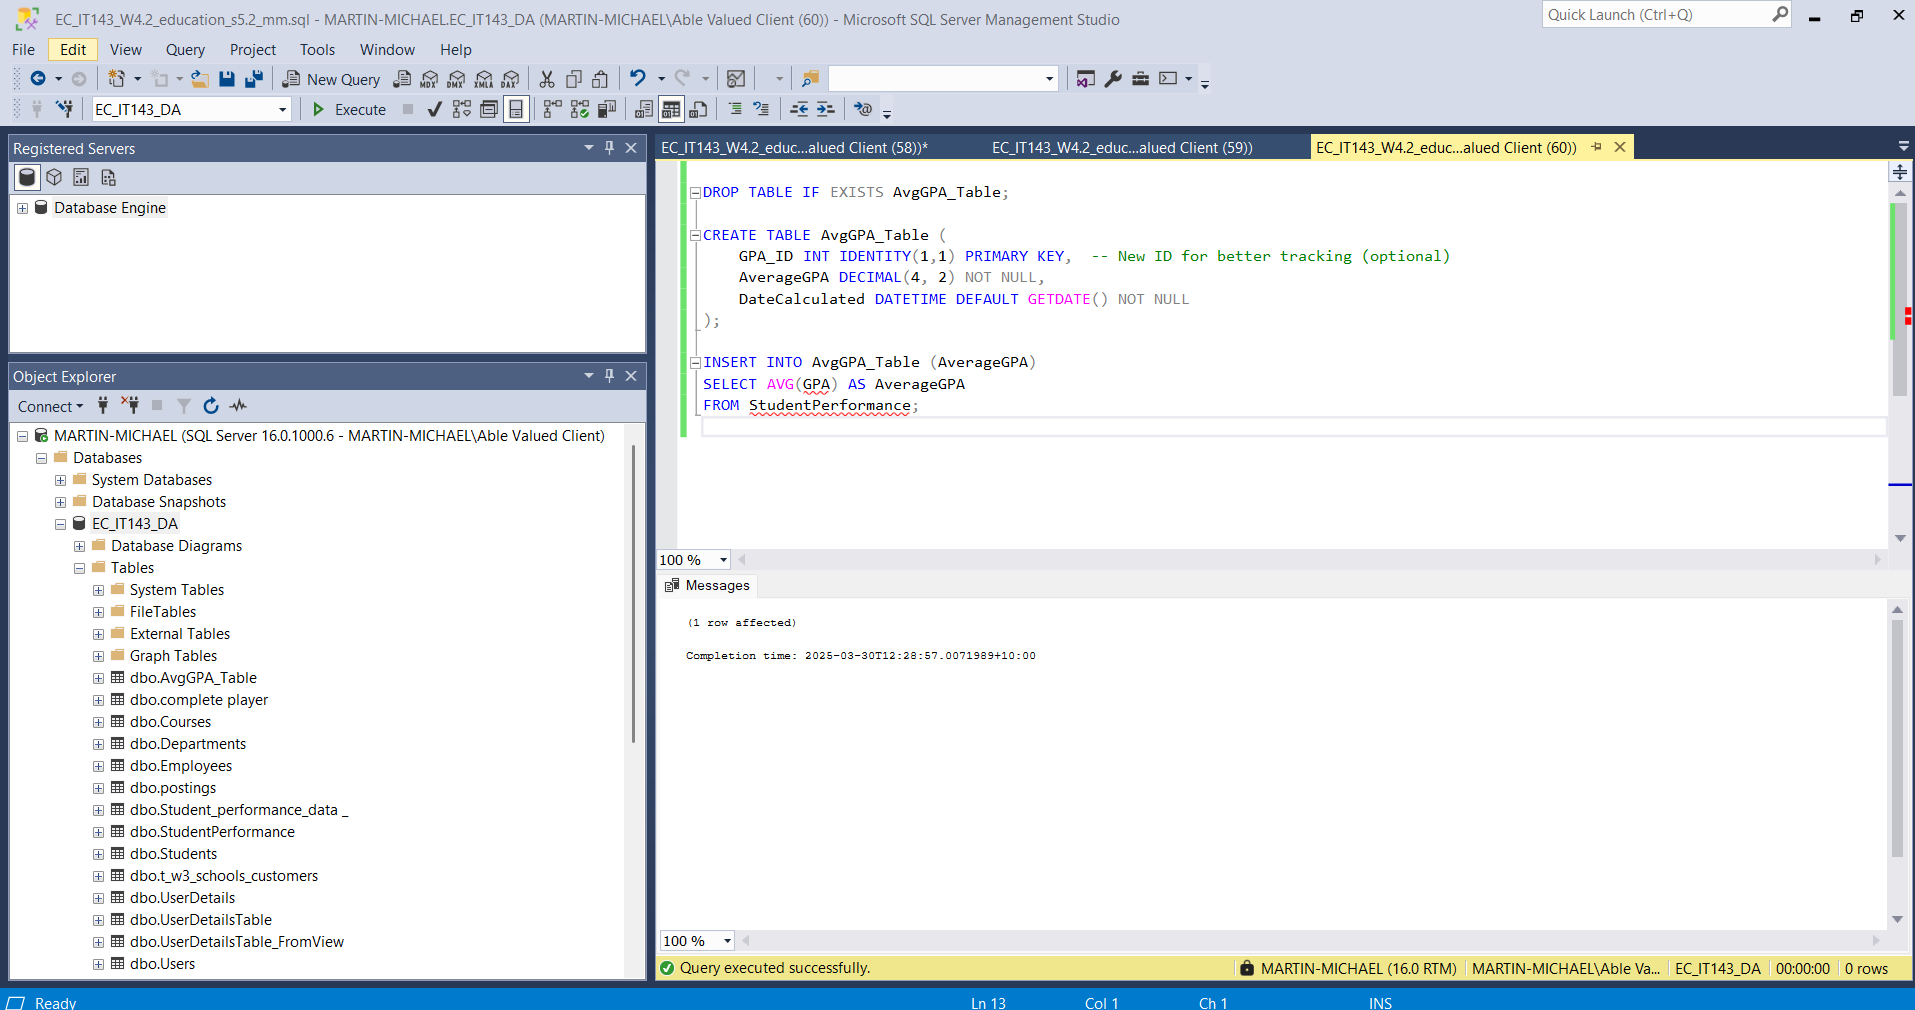 EC_IT143_W4.2_education_s5.2_mm.sql - MARTIN-MICHAEL.EC_IT143_DA (MARTIN-MICHAEL\Able Valued Client (60)) - Microsoft SQL Server Management Studio
Quick Launch (Ctrl+Q)
File Edit View Query Project Tools Window Help
New Query MDX DMX XMLA DAX
EC_IT143_DA Execute
Registered Servers
Database Engine
Object Explorer
Connect
MARTIN-MICHAEL (SQL Server 16.0.1000.6 - MARTIN-MICHAEL\Able Valued Client)
Databases
System Databases
Database Snapshots
EC_IT143_DA
Database Diagrams
Tables
System Tables
FileTables
External Tables
Graph Tables
dbo.AvgGPA_Table
dbo.complete player
dbo.Courses
dbo.Departments
dbo.Employees
dbo.postings
dbo.Student_performance_data _
dbo.StudentPerformance
dbo.Students
dbo.t_w3_schools_customers
dbo.UserDetails
dbo.UserDetailsTable
dbo.UserDetailsTable_FromView
dbo.Users
EC_IT143_W4.2_educ...alued Client (58))* EC_IT143_W4.2_educ...alued Client (59)) EC_IT143_W4.2_educ...alued Client (60))
DROP TABLE IF EXISTS AvgGPA_Table;
CREATE TABLE AvgGPA_Table (
GPA_ID INT IDENTITY(1,1) PRIMARY KEY,  -- New ID for better tracking (optional)
AverageGPA DECIMAL(4, 2) NOT NULL,
DateCalculated DATETIME DEFAULT GETDATE() NOT NULL
);
INSERT INTO AvgGPA_Table (AverageGPA)
SELECT AVG(GPA) AS AverageGPA
FROM StudentPerformance;
100 %
Messages
(1 row affected)
Completion time: 2025-03-30T12:28:57.0071989+10:00
100 %
Query executed successfully. MARTIN-MICHAEL (16.0 RTM) MARTIN-MICHAEL\Able Va... EC_IT143_DA 00:00:00 0 rows
Ready Ln 13 Col 1 Ch 1 INS